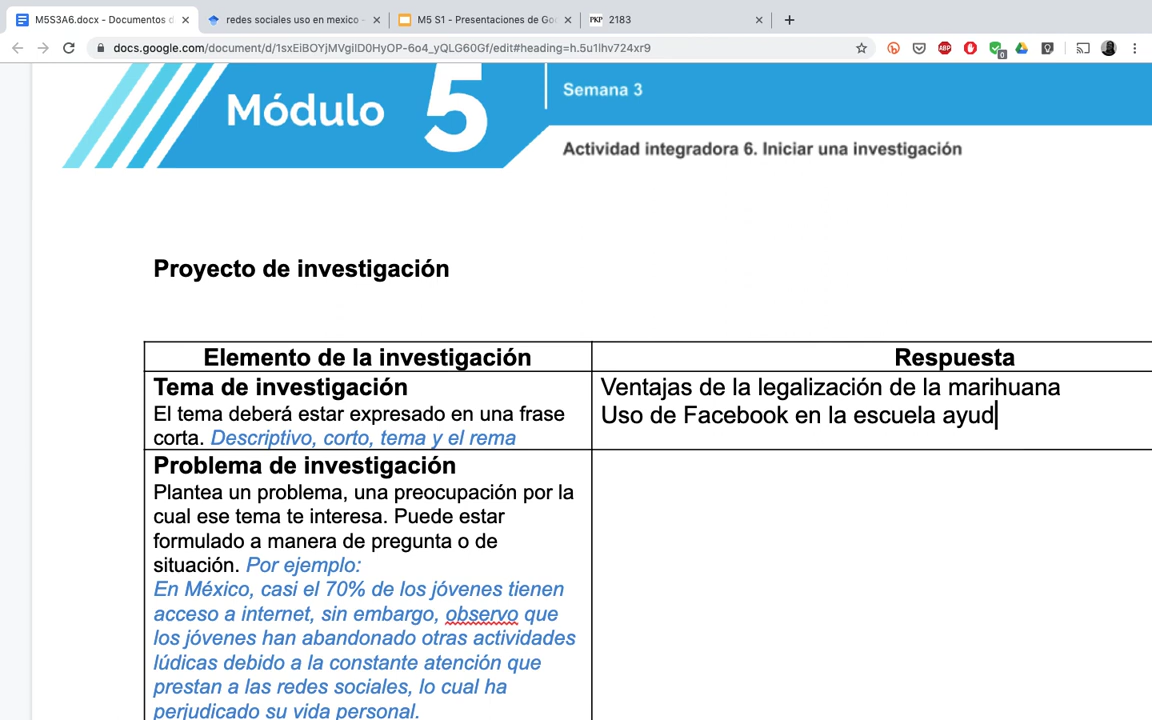 M5S3A6.docx - Documentos d
redes sociales uso en mexico -
M5 S1 - Presentaciones de Goo
PKP 2183
docs.google.com/document/d/1sxEiBOYjMVgilD0HyOP-6o4_yQLG60Gf/edit#heading=h.5u1lhv724xr9
ABP
0
Módulo 5
Semana 3
Actividad integradora 6. Iniciar una investigación
Proyecto de investigación
Elemento de la investigación
Respuesta
Tema de investigación
El tema deberá estar expresado en una frase
corta. Descriptivo, corto, tema y el rema
Ventajas de la legalización de la marihuana
Uso de Facebook en la escuela ayud
Problema de investigación
Plantea un problema, una preocupación por la
cual ese tema te interesa. Puede estar
formulado a manera de pregunta o de
situación. Por ejemplo:
En México, casi el 70% de los jóvenes tienen
acceso a internet, sin embargo, observo que
los jóvenes han abandonado otras actividades
lúdicas debido a la constante atención que
prestan a las redes sociales, lo cual ha
perjudicado su vida personal.